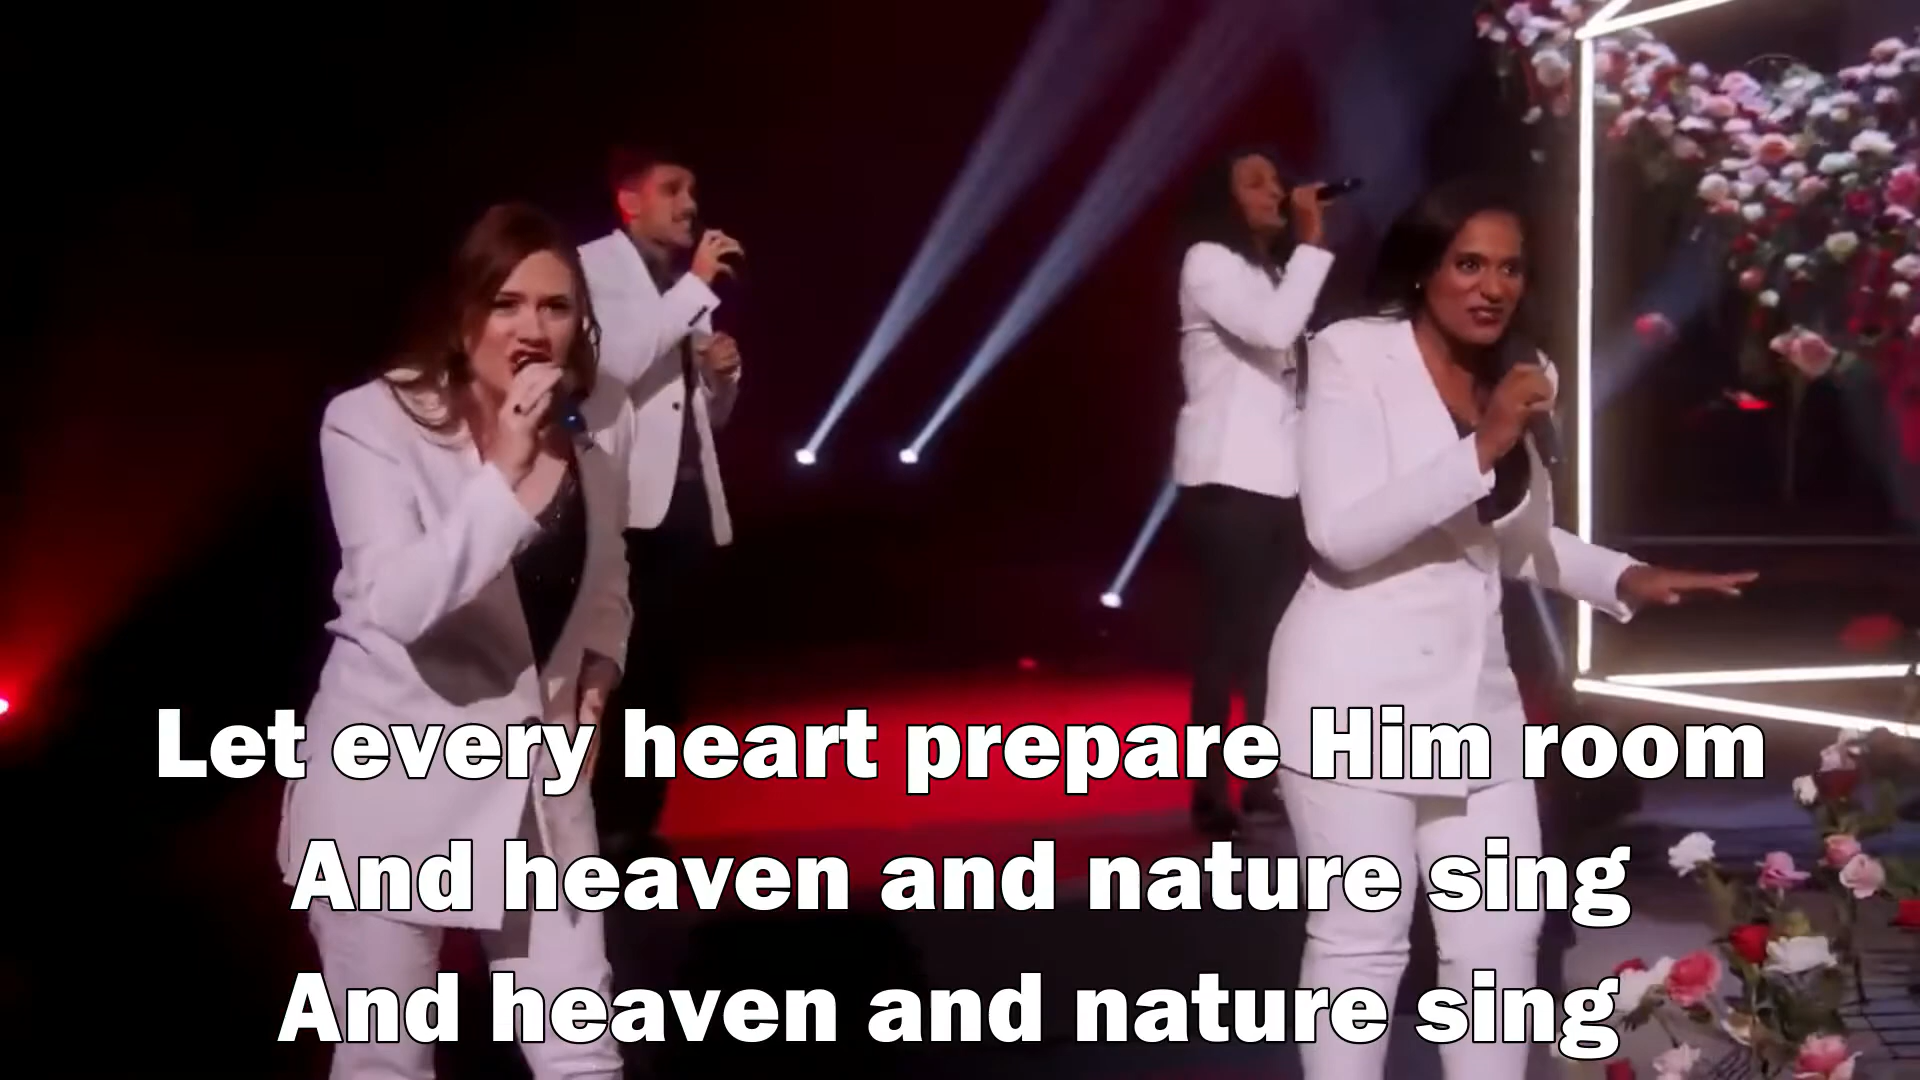 Let every heart prepare Him room
And heaven and nature sing
And heaven and nature sing